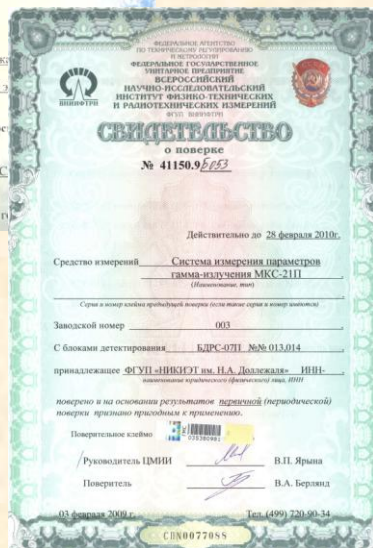 ФЕДЕРАЛЬНОЕ АГЕНТСТВО
ПО ТЕХНИЧЕСКОМУ РЕГУЛИРОВАНИЮ
И МЕТРОЛОГИИ
ФЕДЕРАЛЬНОЕ ГОСУДАРСТВЕННОЕ
УНИТАРНОЕ ПРЕДПРИЯТИЕ
ВСЕРОССИЙСКИЙ
НАУЧНО-ИССЛЕДОВАТЕЛЬСКИЙ
ИНСТИТУТ ФИЗИКО-ТЕХНИЧЕСКИХ
И РАДИОТЕХНИЧЕСКИХ ИЗМЕРЕНИЙ
ФГУП ВНИИФТРИ
ВНИИФТРИ
СВИДЕТЕЛЬСТВО
о поверке
№ 41150.9Б053
Действительно до 28 февраля 2010г.
Средство измерений Система измерения параметров
гамма-излучения МКС-21П
(Наименование, тип)
Серия и номер клейма предыдущей поверки (если такие серия и номер имеются)
Заводской номер 003
С блоками детектирования БДРС-07П №№ 013,014
принадлежащее ФГУП «НИКИЭТ им. Н.А. Доллежаля» ИНН-
наименование юридического (физического) лица, ИНН
поверено и на основании результатов первичной (периодической)
поверки признано пригодным к применению.
Поверительное клеймо
Руководитель ЦМИИ В.П. Ярына
Поверитель В.А. Берлянд
03 февраля 2009 г. Тел. (499) 720-90-34
CDN0077088